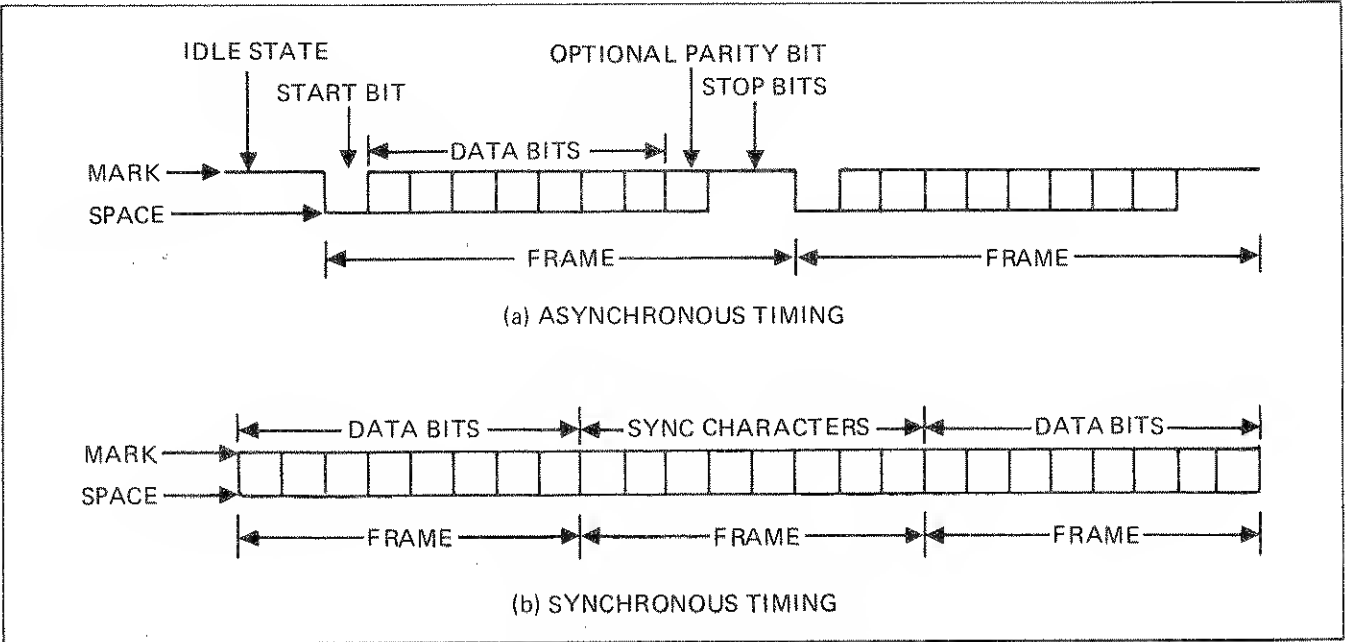 IDLE STATE
OPTIONAL PARITY BIT
START BIT
STOP BITS
DATA BITS
MARK
SPACE
FRAME FRAME
(a) ASYNCHRONOUS TIMING
DATA BITS SYNC CHARACTERS DATA BITS
MARK
SPACE
FRAME FRAME FRAME
(b) SYNCHRONOUS TIMING